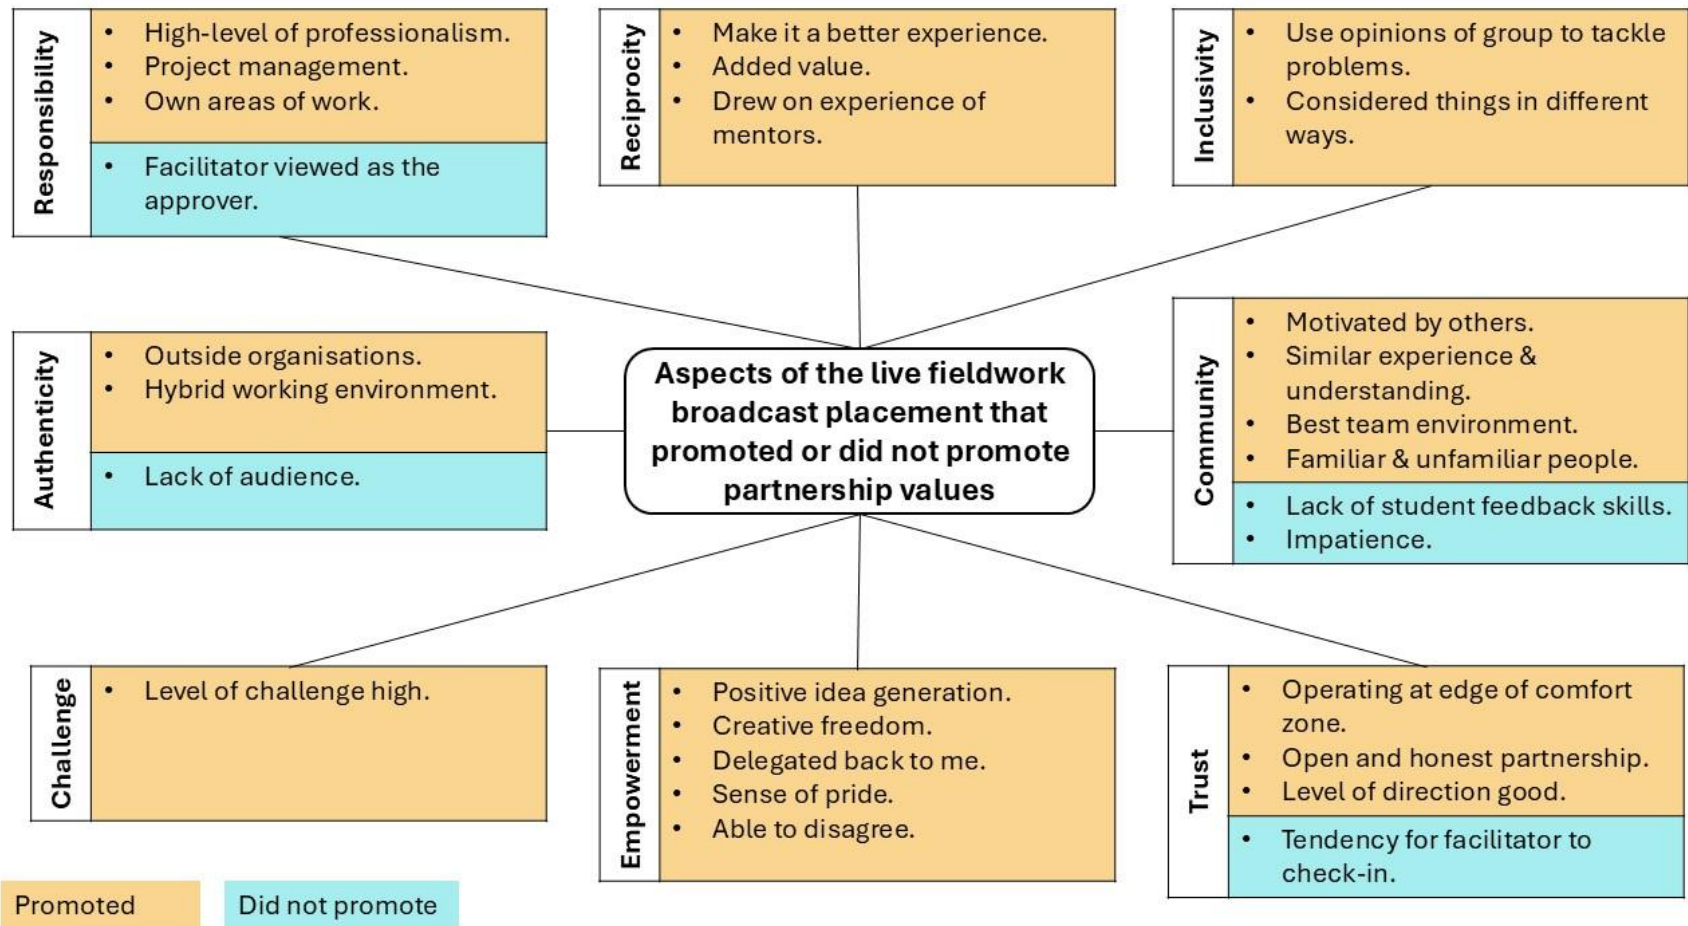 Responsibility
• High-level of professionalism.
• Project management.
• Own areas of work.
• Facilitator viewed as the
approver.
Reciprocity
• Make it a better experience.
• Added value.
• Drew on experience of
mentors.
Inclusivity
• Use opinions of group to tackle
problems.
• Considered things in different
ways.
Authenticity
• Outside organisations.
• Hybrid working environment.
• Lack of audience.
Aspects of the live fieldwork
broadcast placement that
promoted or did not promote
partnership values
Community
• Motivated by others.
• Similar experience &
understanding.
• Best team environment.
• Familiar & unfamiliar people.
• Lack of student feedback skills.
• Impatience.
Challenge
• Level of challenge high.
Empowerment
• Positive idea generation.
• Creative freedom.
• Delegated back to me.
• Sense of pride.
• Able to disagree.
Trust
• Operating at edge of comfort
zone.
• Open and honest partnership.
• Level of direction good.
• Tendency for facilitator to
check-in.
Promoted
Did not promote